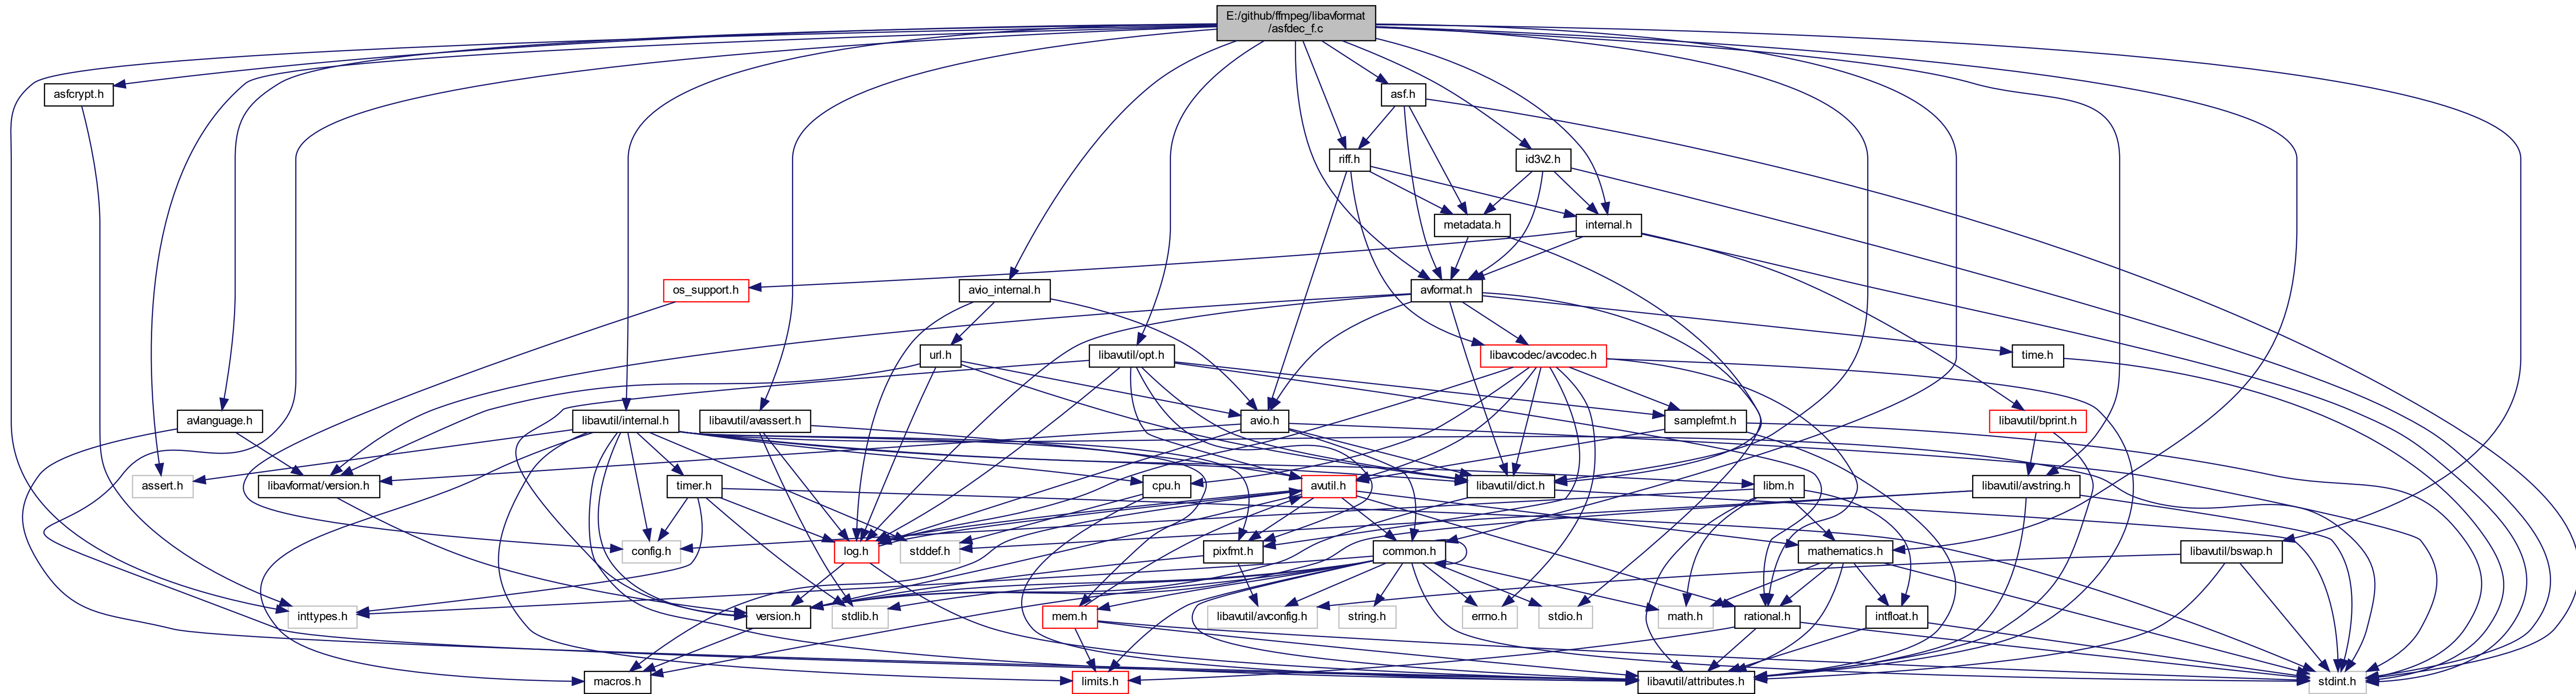 E:/github/ffmpeg/libavformat
/asfdec_f.c
asfcrypt.h
asf.h
riff.h
id3v2.h
metadata.h
internal.h
os_support.h
avio_internal.h
avformat.h
url.h
libavutil/opt.h
libavcodec/avcodec.h
time.h
avlanguage.h
libavutil/internal.h
libavutil/avassert.h
avio.h
samplefmt.h
libavutil/bprint.h
assert.h
libavformat/version.h
timer.h
cpu.h
avutil.h
libavutil/dict.h
libm.h
libavutil/avstring.h
config.h
log.h
stddef.h
pixfmt.h
common.h
mathematics.h
libavutil/bswap.h
inttypes.h
version.h
stdlib.h
mem.h
libavutil/avconfig.h
string.h
errno.h
stdio.h
math.h
rational.h
intfloat.h
macros.h
limits.h
libavutil/attributes.h
stdint.h